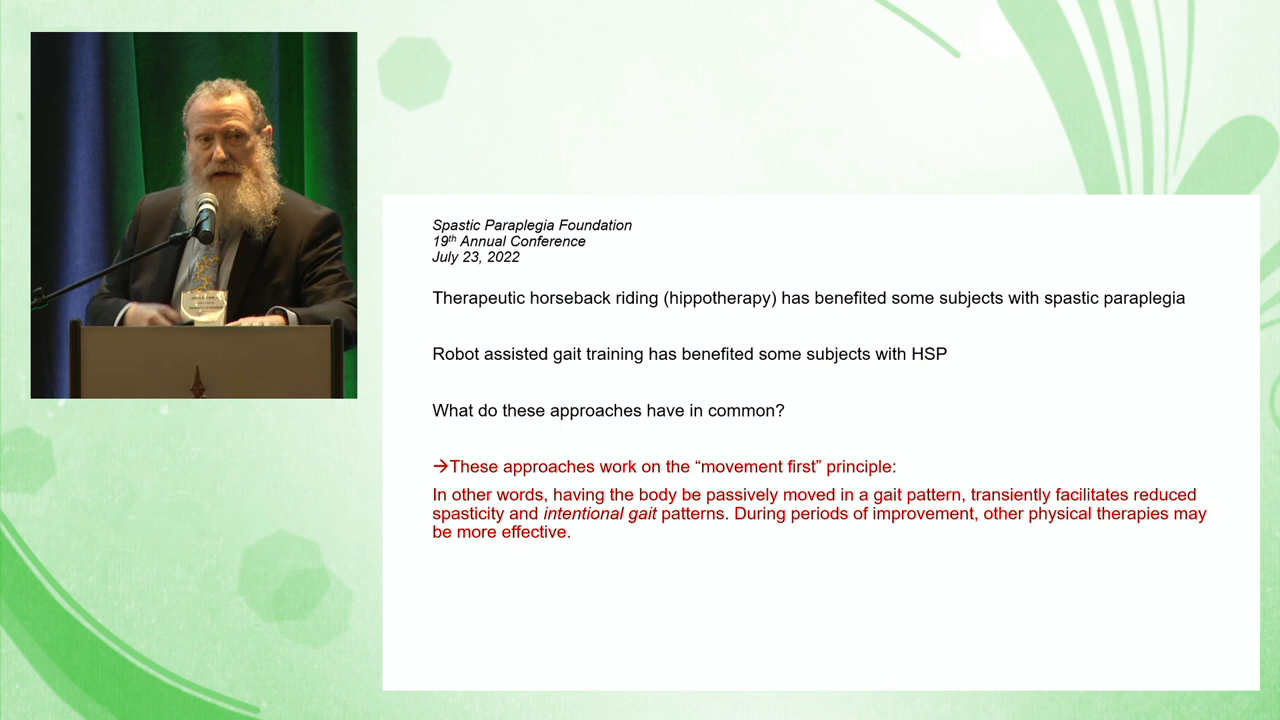 Spastic Paraplegia Foundation
19th Annual Conference
July 23, 2022
Therapeutic horseback riding (hippotherapy) has benefited some subjects with spastic paraplegia
Robot assisted gait training has benefited some subjects with HSP
What do these approaches have in common?
→These approaches work on the “movement first” principle:
In other words, having the body be passively moved in a gait pattern, transiently facilitates reduced
spasticity and intentional gait patterns. During periods of improvement, other physical therapies may
be more effective.